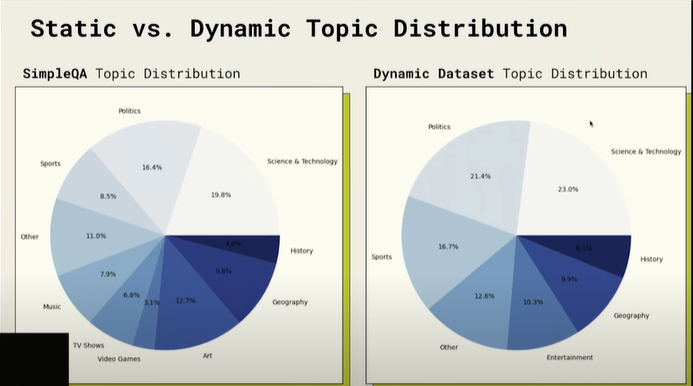 Static vs. Dynamic Topic Distribution
SimpleQA Topic Distribution
Politics
Science & Technology
Sports
16.4%
19.8%
8.5%
Other
11.0%
History
7.9%
9.8%
6.8%
3.1%
12.7%
Geography
Music
TV Shows
Video Games
Art
Dynamic Dataset Topic Distribution
Politics
Science & Technology
21.4%
23.0%
Sports
16.7%
History
9.9%
12.6%
10.3%
Geography
Other
Entertainment